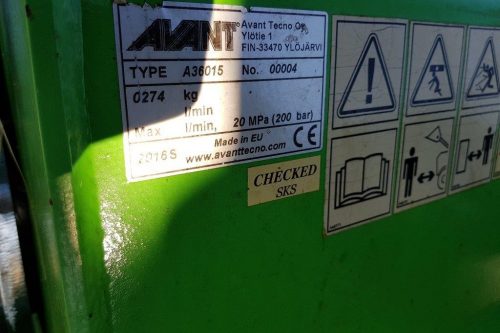 AVANT
Avant Tecno Oy
Ylötie 1
FIN-33470 YLÖJÄRVI
TYPE A36015 No. 00004
0274 kg
l/min
Max l/min, 20 MPa (200 bar)
Made in EU CE
2016S www.avanttecno.com
CHECKED
SKS